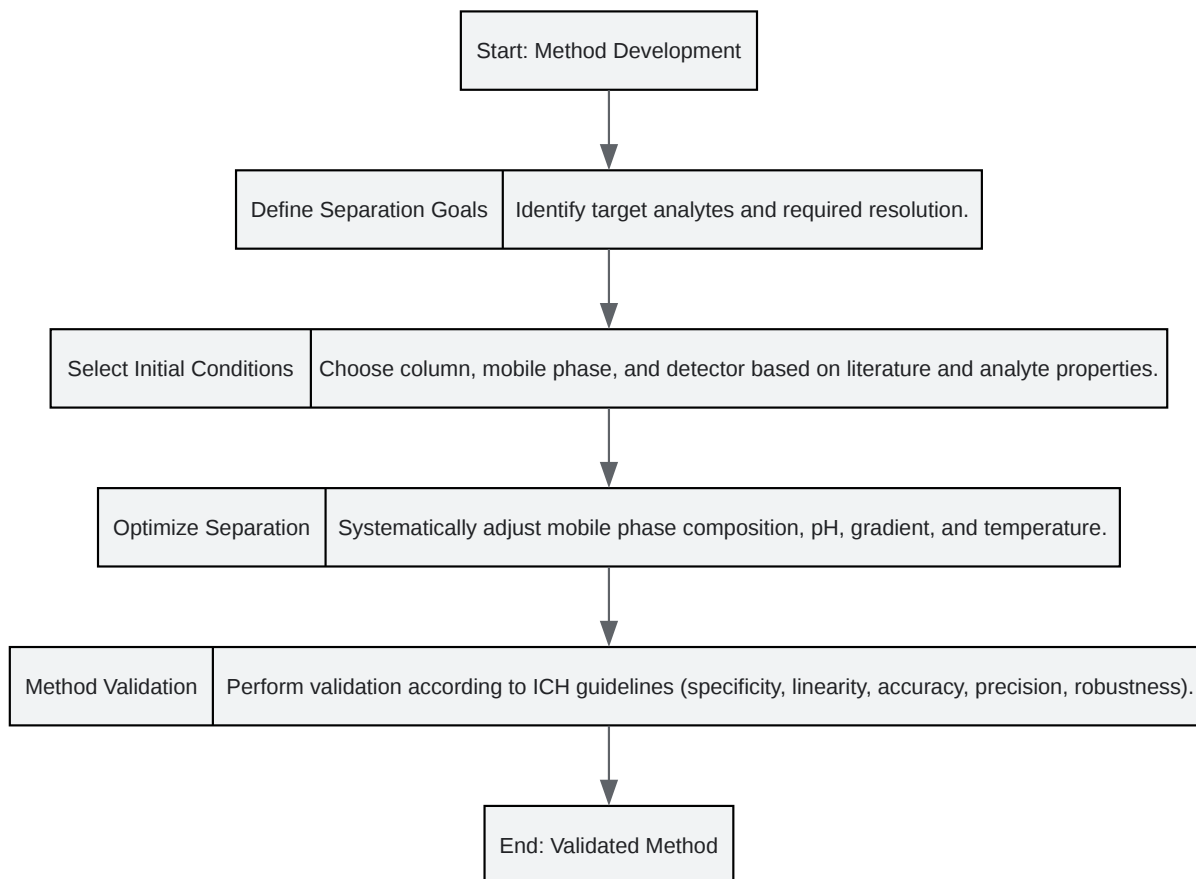 Start: Method Development
Define Separation Goals
Identify target analytes and required resolution.
Select Initial Conditions
Choose column, mobile phase, and detector based on literature and analyte properties.
Optimize Separation
Systematically adjust mobile phase composition, pH, gradient, and temperature.
Method Validation
Perform validation according to ICH guidelines (specificity, linearity, accuracy, precision, robustness).
End: Validated Method